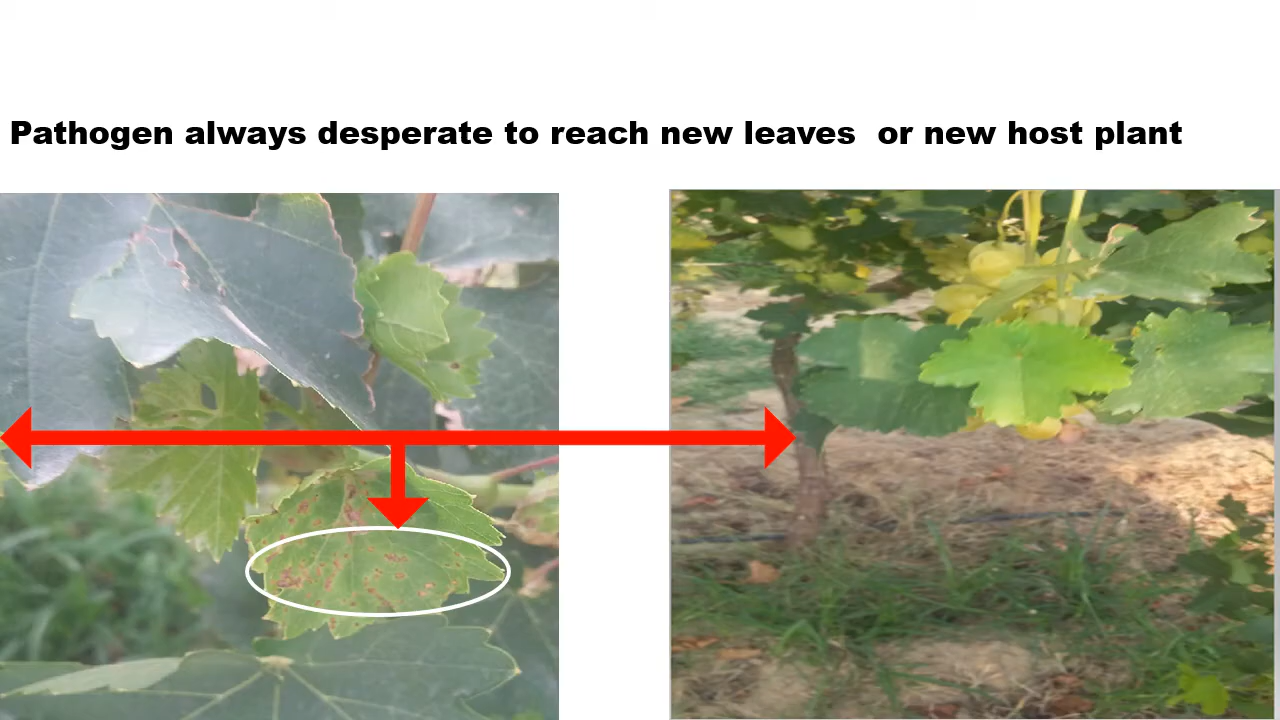 Pathogen always desperate to reach new leaves  or new host plant